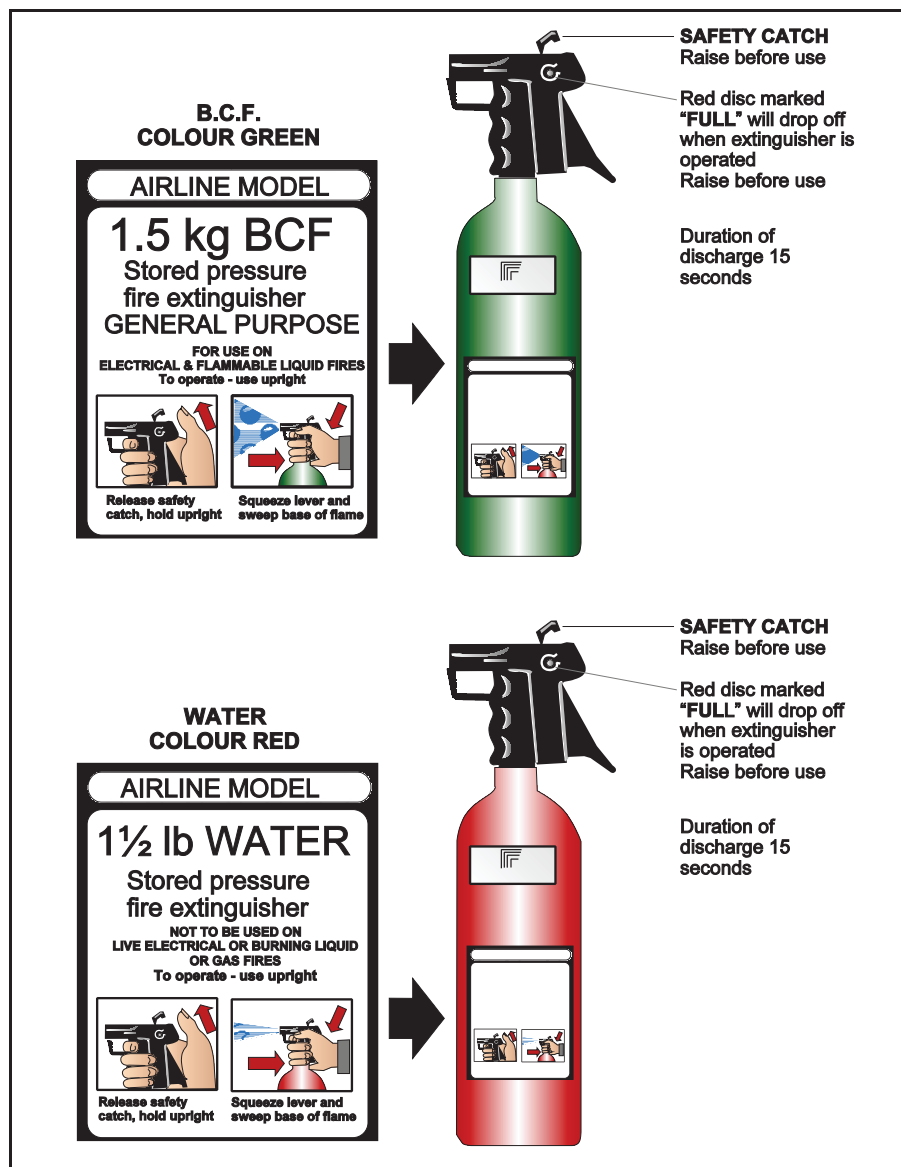 B.C.F.
COLOUR GREEN
AIRLINE MODEL
1.5 kg BCF
Stored pressure
fire extinguisher
GENERAL PURPOSE
FOR USE ON
ELECTRICAL & FLAMMABLE LIQUID FIRES
To operate - use upright
Release safety
catch, hold upright
Squeeze lever and
sweep base of flame
SAFETY CATCH
Raise before use
Red disc marked
“FULL” will drop off
when extinguisher is
operated
Raise before use
Duration of
discharge 15
seconds
WATER
COLOUR RED
AIRLINE MODEL
1½ lb WATER
Stored pressure
fire extinguisher
NOT TO BE USED ON
LIVE ELECTRICAL OR BURNING LIQUID
OR GAS FIRES
To operate - use upright
Release safety
catch, hold upright
Squeeze lever and
sweep base of flame
SAFETY CATCH
Raise before use
Red disc marked
“FULL” will drop off
when extinguisher
is operated
Raise before use
Duration of
discharge 15
seconds